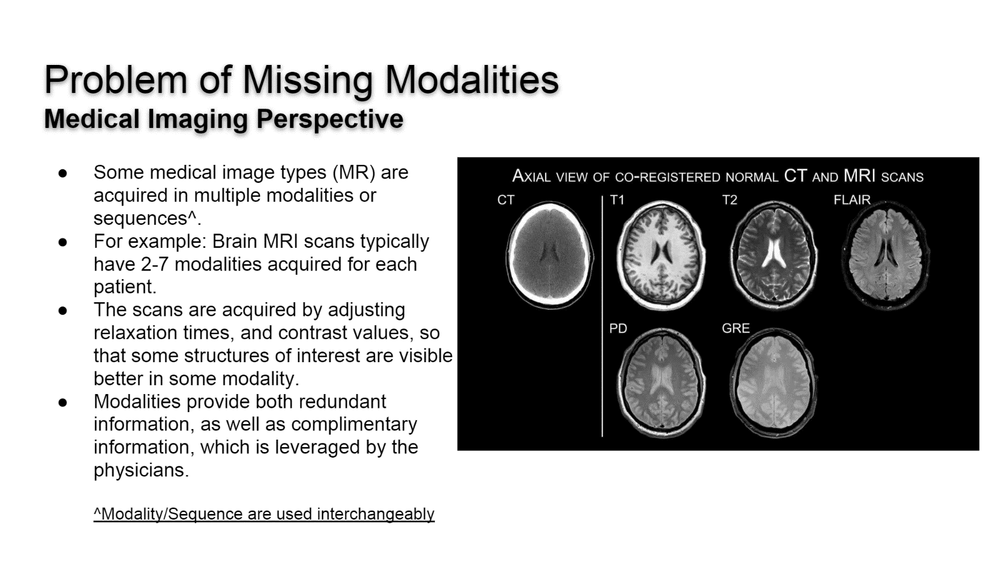 Problem of Missing Modalities
Medical Imaging Perspective
● Some medical image types (MR) are
acquired in multiple modalities or
sequences^.
● For example: Brain MRI scans typically
have 2-7 modalities acquired for each
patient.
● The scans are acquired by adjusting
relaxation times, and contrast values, so
that some structures of interest are visible
better in some modality.
● Modalities provide both redundant
information, as well as complimentary
information, which is leveraged by the
physicians.
^Modality/Sequence are used interchangeably
AXIAL VIEW OF CO-REGISTERED NORMAL CT AND MRI SCANS
CT
T1
T2
FLAIR
PD
GRE